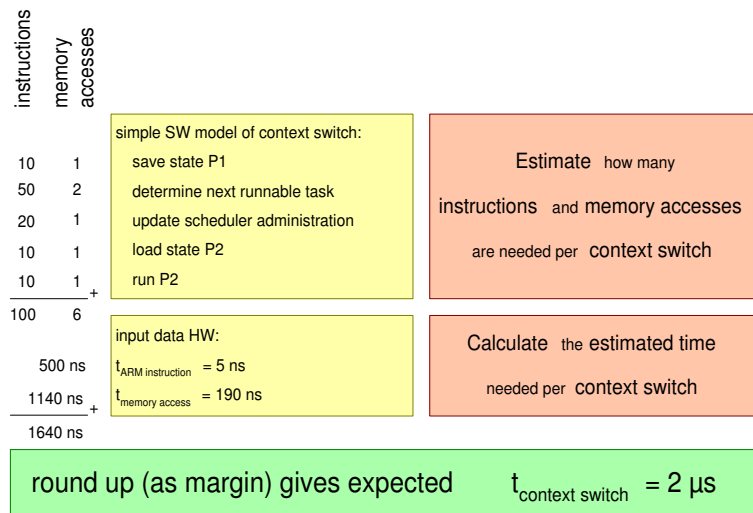 instructions
memory
accesses
simple SW model of context switch:
10 1 save state P1
50 2 determine next runnable task
20 1 update scheduler administration
10 1 load state P2
10 1 run P2
+
100 6
Estimate how many
instructions and memory accesses
are needed per context switch
input data HW:
500 ns t ARM instruction = 5 ns
1140 ns + t memory access = 190 ns
1640 ns
Calculate the estimated time
needed per context switch
round up (as margin) gives expected t context switch = 2 µs